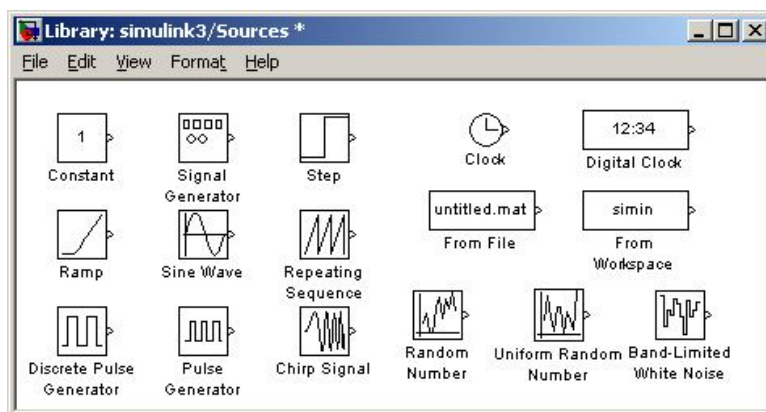 Library: simulink3/Sources *
File Edit View Format Help
1
Constant
Signal
Generator
Step
Clock
12:34
Digital Clock
Ramp
Sine Wave
Repeating
Sequence
untitled.mat
From File
simin
From
Workspace
Discrete Pulse
Generator
Pulse
Generator
Chirp Signal
Random
Number
Uniform Random
Number
Band-Limited
White Noise